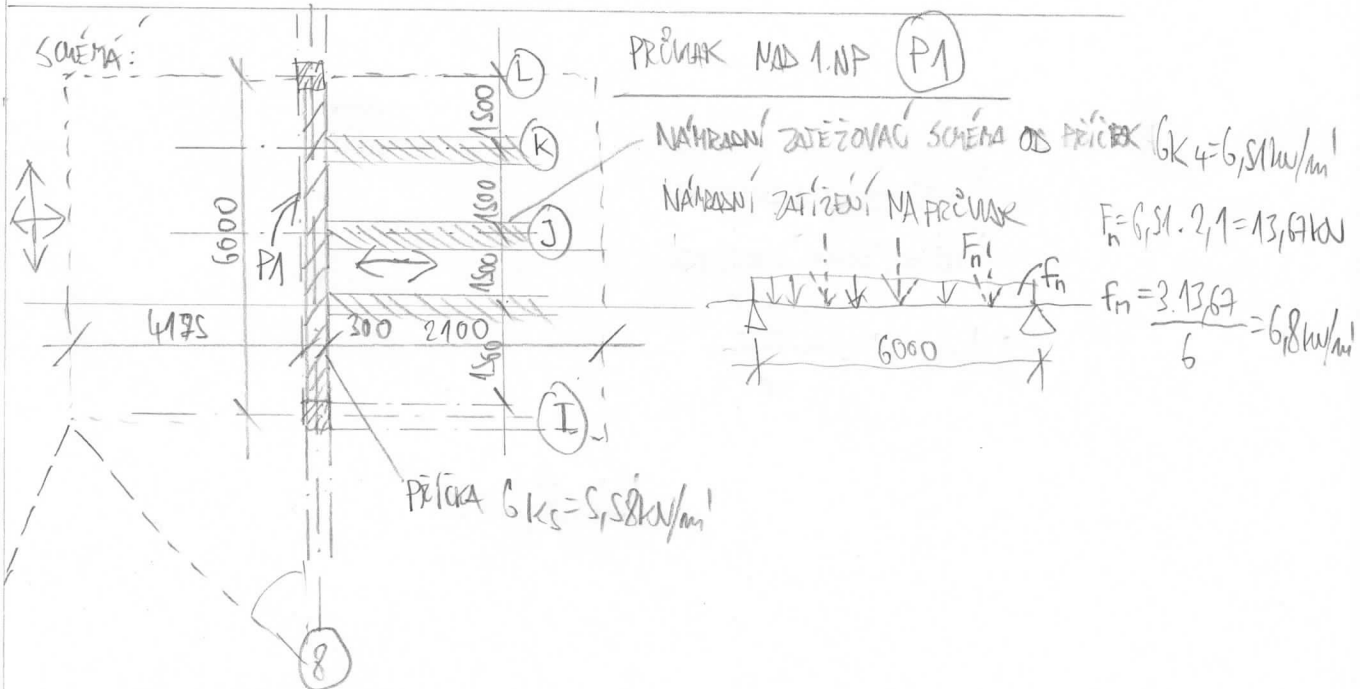 SCHÉMA:
PRŮVLAK NAD 1.NP P1
NÁHRADNÍ ZATĚŽOVACÍ SCHÉMA OD PŘÍČEK GK4=6,51kN/m'
NÁHRADNÍ ZATÍŽENÍ NA PRŮVLAK
Fn=6,51.2,1=13,67kN
fn=3.13,67/6=6,8kN/m'
Fn
fn
6000
L
1500
K
1500
J
1500
1500
I
6600
P1
4175
300
2100
PŘÍČKA GK5=5,58kN/m'
8